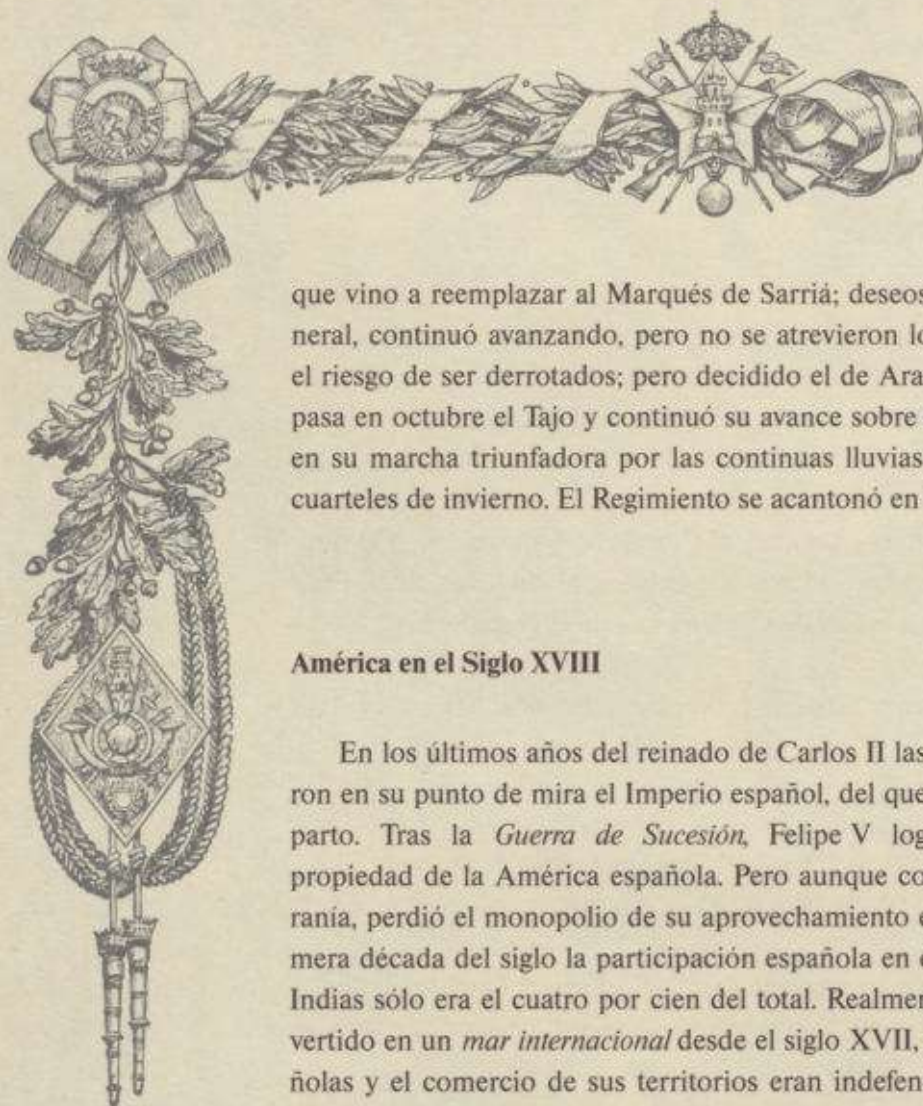 que vino a reemplazar al Marqués de Sarriá; deseos
neral, continuó avanzando, pero no se atrevieron lo
el riesgo de ser derrotados; pero decidido el de Ara
pasa en octubre el Tajo y continuó su avance sobre
en su marcha triunfadora por las continuas lluvias
cuarteles de invierno. El Regimiento se acantonó en
América en el Siglo XVIII
En los últimos años del reinado de Carlos II las
ron en su punto de mira el Imperio español, del que
parto. Tras la Guerra de Sucesión, Felipe V log
propiedad de la América española. Pero aunque co
ranía, perdió el monopolio de su aprovechamiento e
mera década del siglo la participación española en e
Indias sólo era el cuatro por cien del total. Realmen
vertido en un mar internacional desde el siglo XVII,
ñolas y el comercio de sus territorios eran indefen